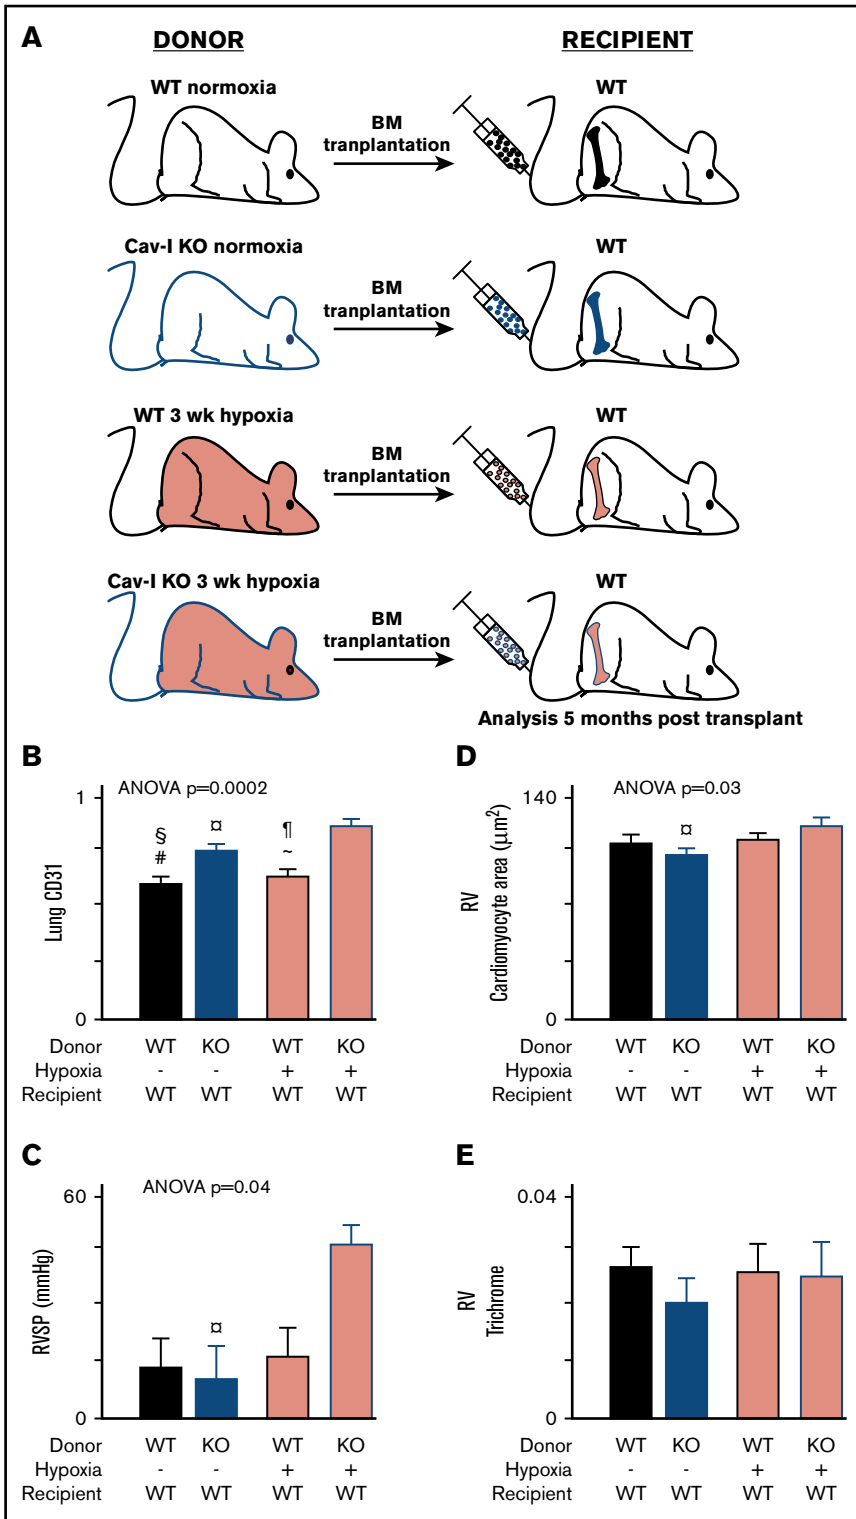 A
DONOR
RECIPIENT
WT normoxia
WT
BM
tranplantation
Cav-I KO normoxia
WT
BM
tranplantation
WT 3 wk hypoxia
WT
BM
tranplantation
Cav-I KO 3 wk hypoxia
WT
BM
tranplantation
Analysis 5 months post transplant
B
ANOVA p=0.0002
1
§
#
¤
¶
~
Lung CD31
0
Donor WT KO WT KO
Hypoxia - - + +
Recipient WT WT WT WT
D
ANOVA p=0.03
140
¤
RV
Cardiomyocyte area (μm²)
0
Donor WT KO WT KO
Hypoxia - - + +
Recipient WT WT WT WT
C
ANOVA p=0.04
60
¤
RVSP (mmHg)
0
Donor WT KO WT KO
Hypoxia - - + +
Recipient WT WT WT WT
E
0.04
RV
Trichrome
0
Donor WT KO WT KO
Hypoxia - - + +
Recipient WT WT WT WT